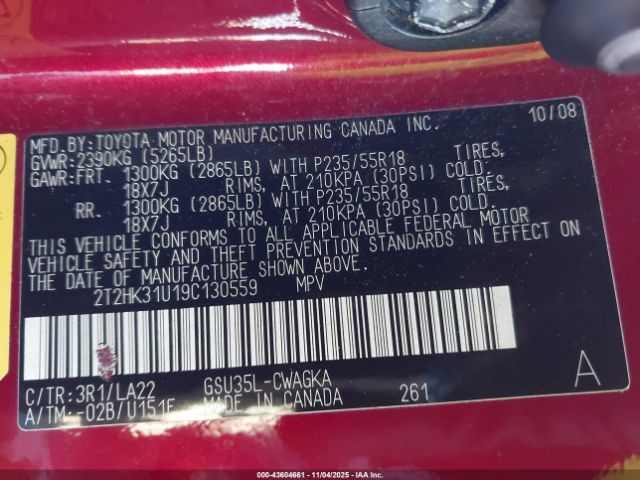 MFD.BY:TOYOTA MOTOR MANUFACTURING CANADA INC. 10/08
GVWR:2390KG (5265LB)
GAWR:FRT. 1300KG (2865LB) WITH P235/55R18 TIRES,
18X7J RIMS, AT 210KPA (30PSI) COLD.
RR. 1300KG (2865LB) WITH P235/55R18 TIRES,
18X7J RIMS, AT 210KPA (30PSI) COLD.
THIS VEHICLE CONFORMS TO ALL APPLICABLE FEDERAL MOTOR
VEHICLE SAFETY AND THEFT PREVENTION STANDARDS IN EFFECT ON
THE DATE OF MANUFACTURE SHOWN ABOVE.
2T2HK31U19C130559 MPV
C/TR:3R1/LA22 GSU35L-CWAGKA A
A/TM:-02B/U151F MADE IN CANADA 261
000-43604661 - 11/04/2025 - IAA Inc.